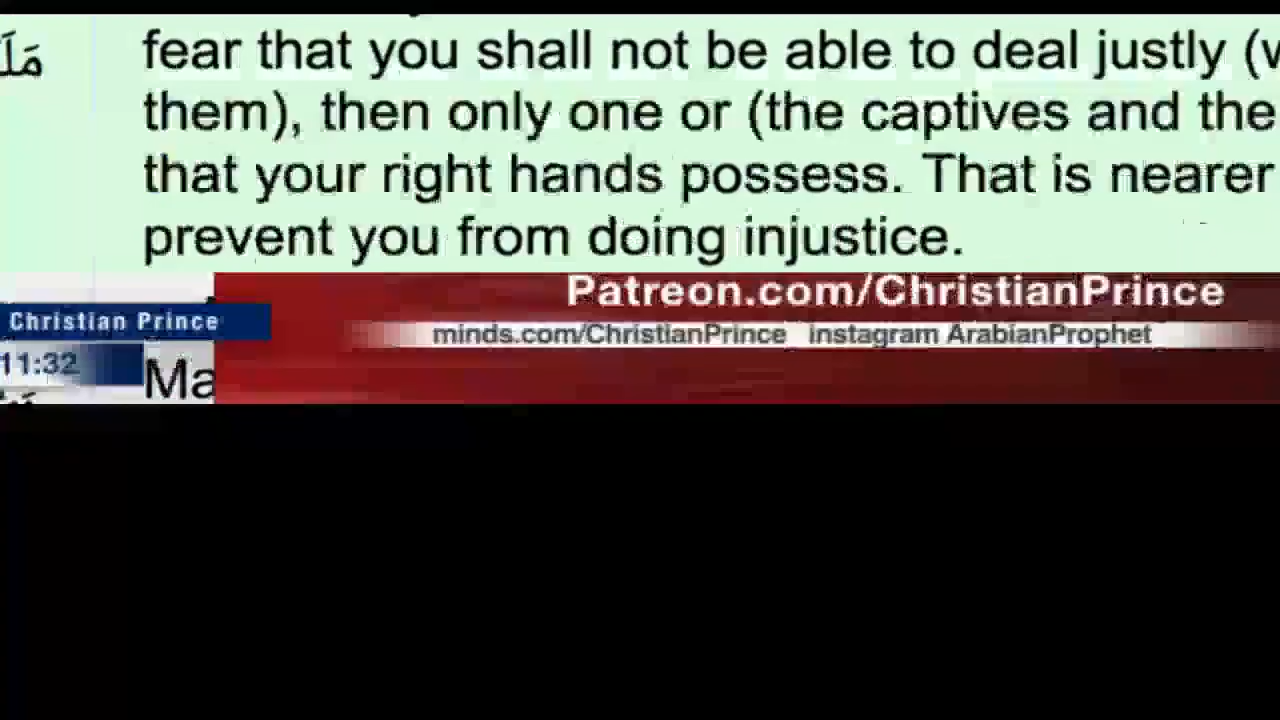 fear that you shall not be able to deal justly (
them), then only one or (the captives and the
that your right hands possess. That is nearer
prevent you from doing injustice.
Patreon.com/ChristianPrince
Christian Prince
minds.com/ChristianPrince instagram ArabianProphet
11:32
Ma